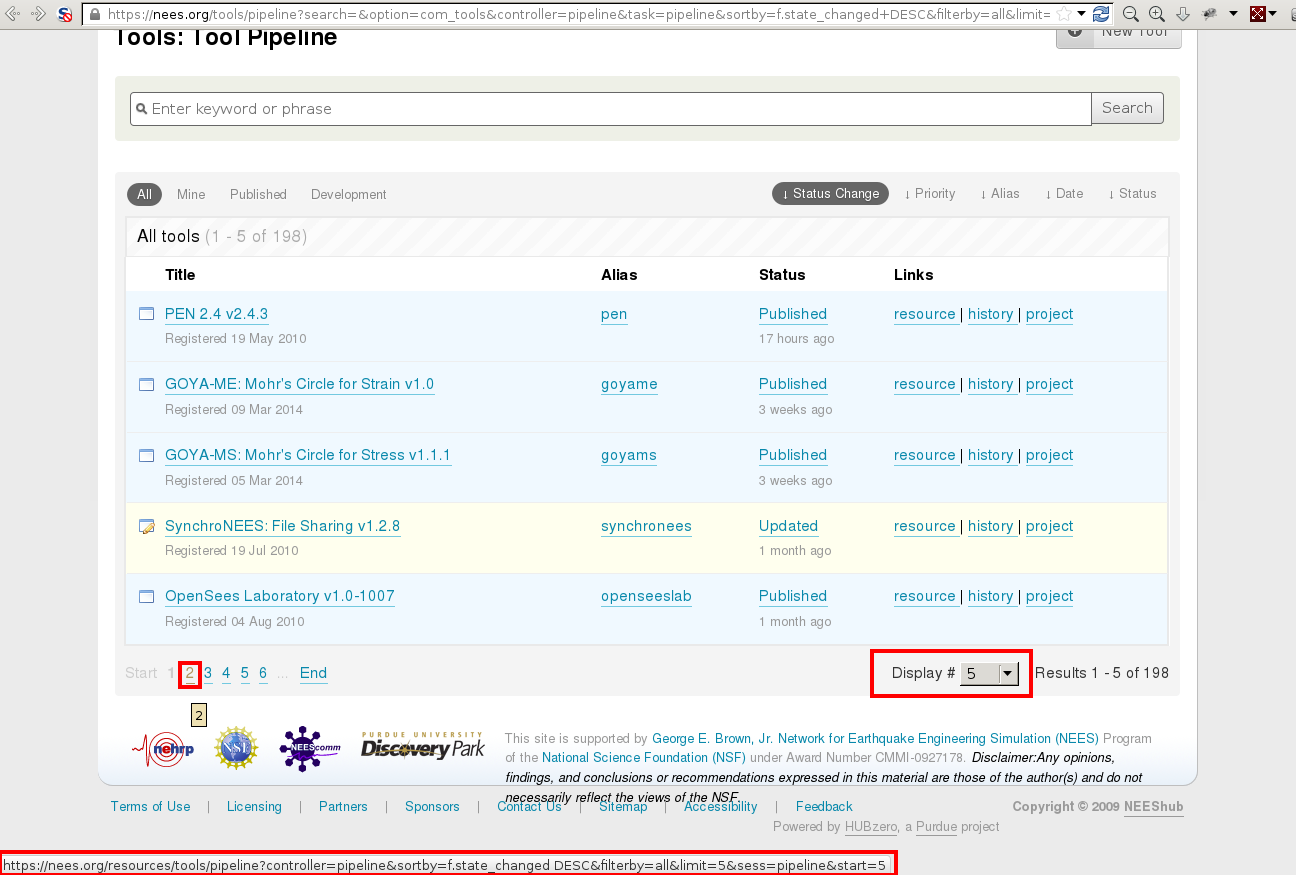 https://nees.org/tools/pipeline?search=&option=com_tools&controller=pipeline&task=pipeline&sortby=f.state_changed+DESC&filterby=all&limit=
Tools: Tool Pipeline
New Tool
Enter keyword or phrase Search
All Mine Published Development ↓ Status Change ↓ Priority ↓ Alias ↓ Date ↓ Status
All tools (1 - 5 of 198)
Title Alias Status Links
PEN 2.4 v2.4.3 pen Published resource | history | project
Registered 19 May 2010 17 hours ago
GOYA-ME: Mohr's Circle for Strain v1.0 goyame Published resource | history | project
Registered 09 Mar 2014 3 weeks ago
GOYA-MS: Mohr's Circle for Stress v1.1.1 goyams Published resource | history | project
Registered 05 Mar 2014 3 weeks ago
SynchroNEES: File Sharing v1.2.8 synchronees Updated resource | history | project
Registered 19 Jul 2010 1 month ago
OpenSees Laboratory v1.0-1007 openseeslab Published resource | history | project
Registered 04 Aug 2010 1 month ago
Start 1 2 3 4 5 6 ... End Display # 5 Results 1 - 5 of 198
2
nehrp NSF NEEScomm PURDUE UNIVERSITY Discovery Park
This site is supported by George E. Brown, Jr. Network for Earthquake Engineering Simulation (NEES) Program
of the National Science Foundation (NSF) under Award Number CMMI-0927178. Disclaimer:Any opinions,
findings, and conclusions or recommendations expressed in this material are those of the author(s) and do not
necessarily reflect the views of the NSF.
Terms of Use | Licensing | Partners | Sponsors | Contact Us | Sitemap | Accessibility | Feedback Copyright © 2009 NEEShub
Powered by HUBzero, a Purdue project
https://nees.org/resources/tools/pipeline?controller=pipeline&sortby=f.state_changed DESC&filterby=all&limit=5&sess=pipeline&start=5